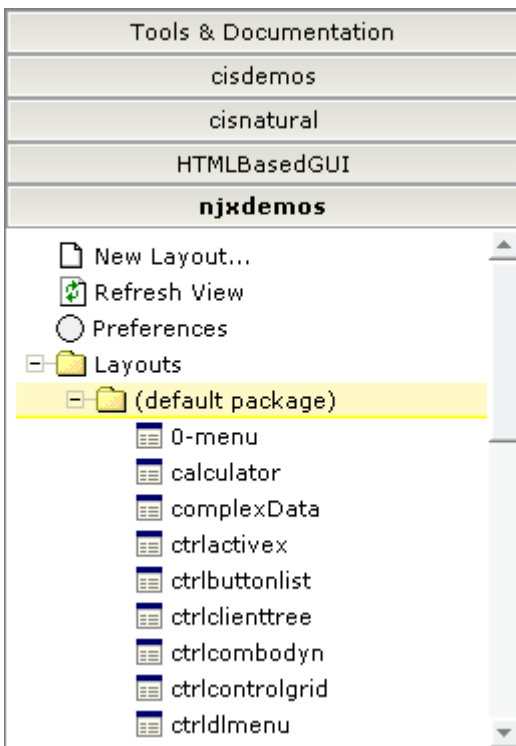 Tools & Documentation
cisdemos
cisnatural
HTMLBasedGUI
njxdemos
New Layout...
Refresh View
Preferences
Layouts
(default package)
0-menu
calculator
complexData
ctrlactivex
ctrlbuttonlist
ctrlclienttree
ctrlcombodyn
ctrlcontrolgrid
ctrldlmenu